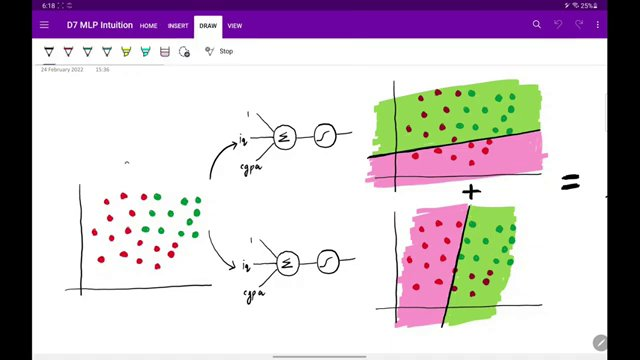 6:18
D7 MLP Intuition
HOME
INSERT
DRAW
VIEW
Stop
24 February 2022
15:36
1
iq
cgpa
Σ
+
=
1
iq
cgpa
Σ